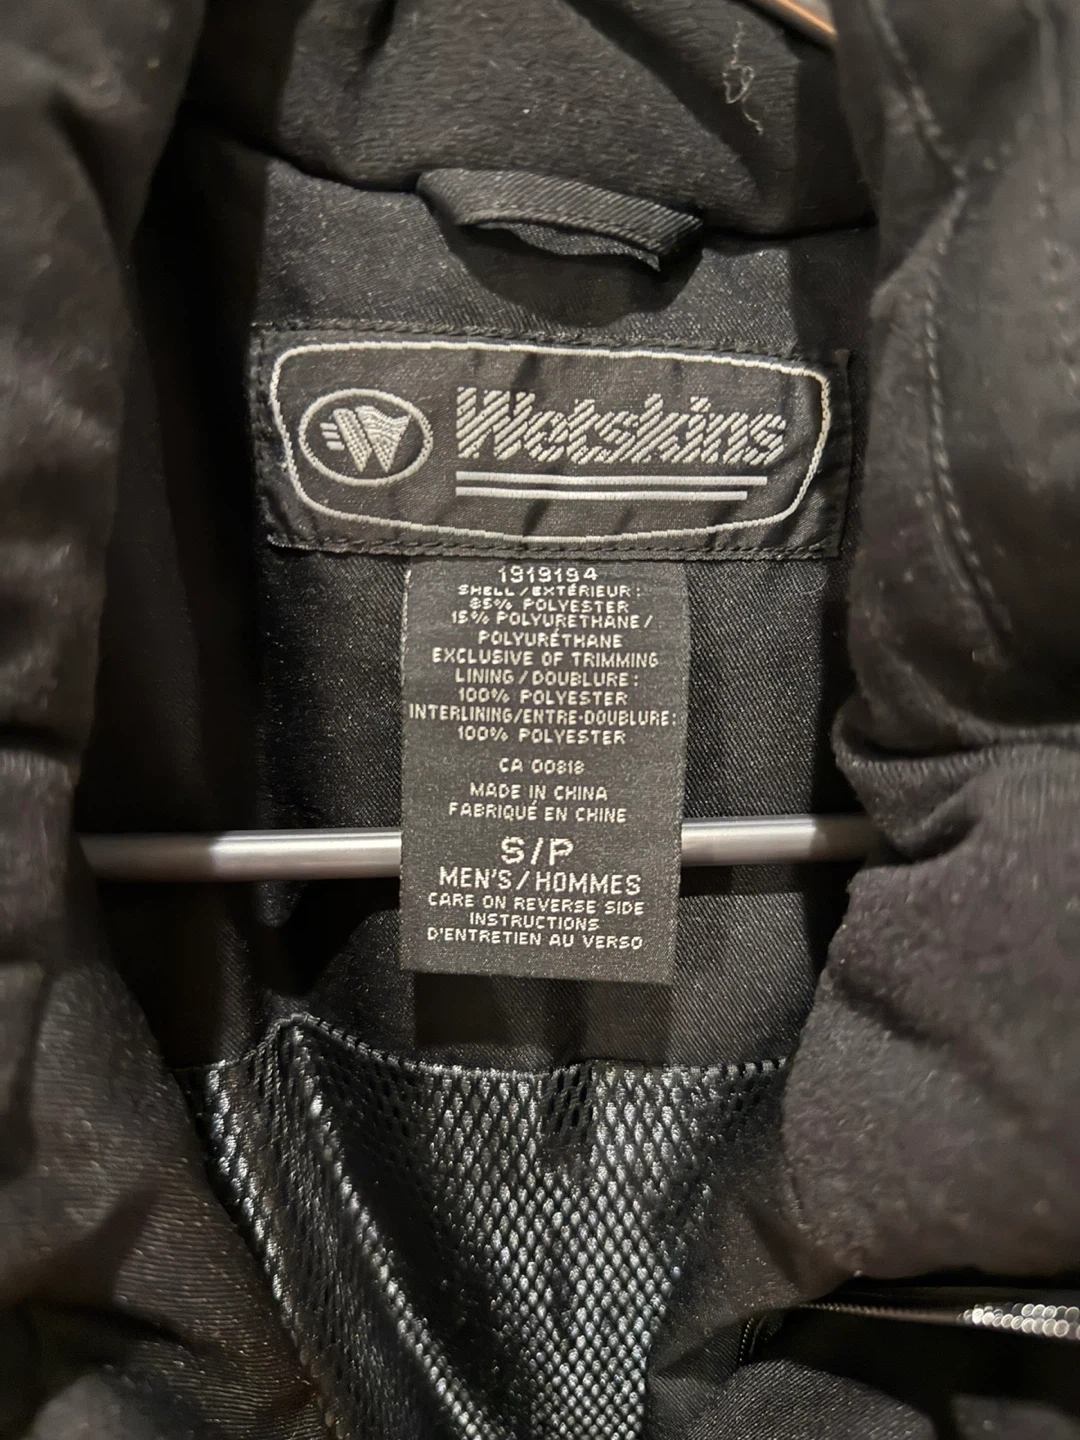 W Wetskins
1919194
SHELL/EXTÉRIEUR:
85% POLYESTER
15% POLYURETHANE/
POLYURÉTHANE
EXCLUSIVE OF TRIMMING
LINING/DOUBLURE:
100% POLYESTER
INTERLINING/ENTRE-DOUBLURE:
100% POLYESTER
CA 00818
MADE IN CHINA
FABRIQUÉ EN CHINE
S/P
MEN'S/HOMMES
CARE ON REVERSE SIDE
INSTRUCTIONS
D'ENTRETIEN AU VERSO